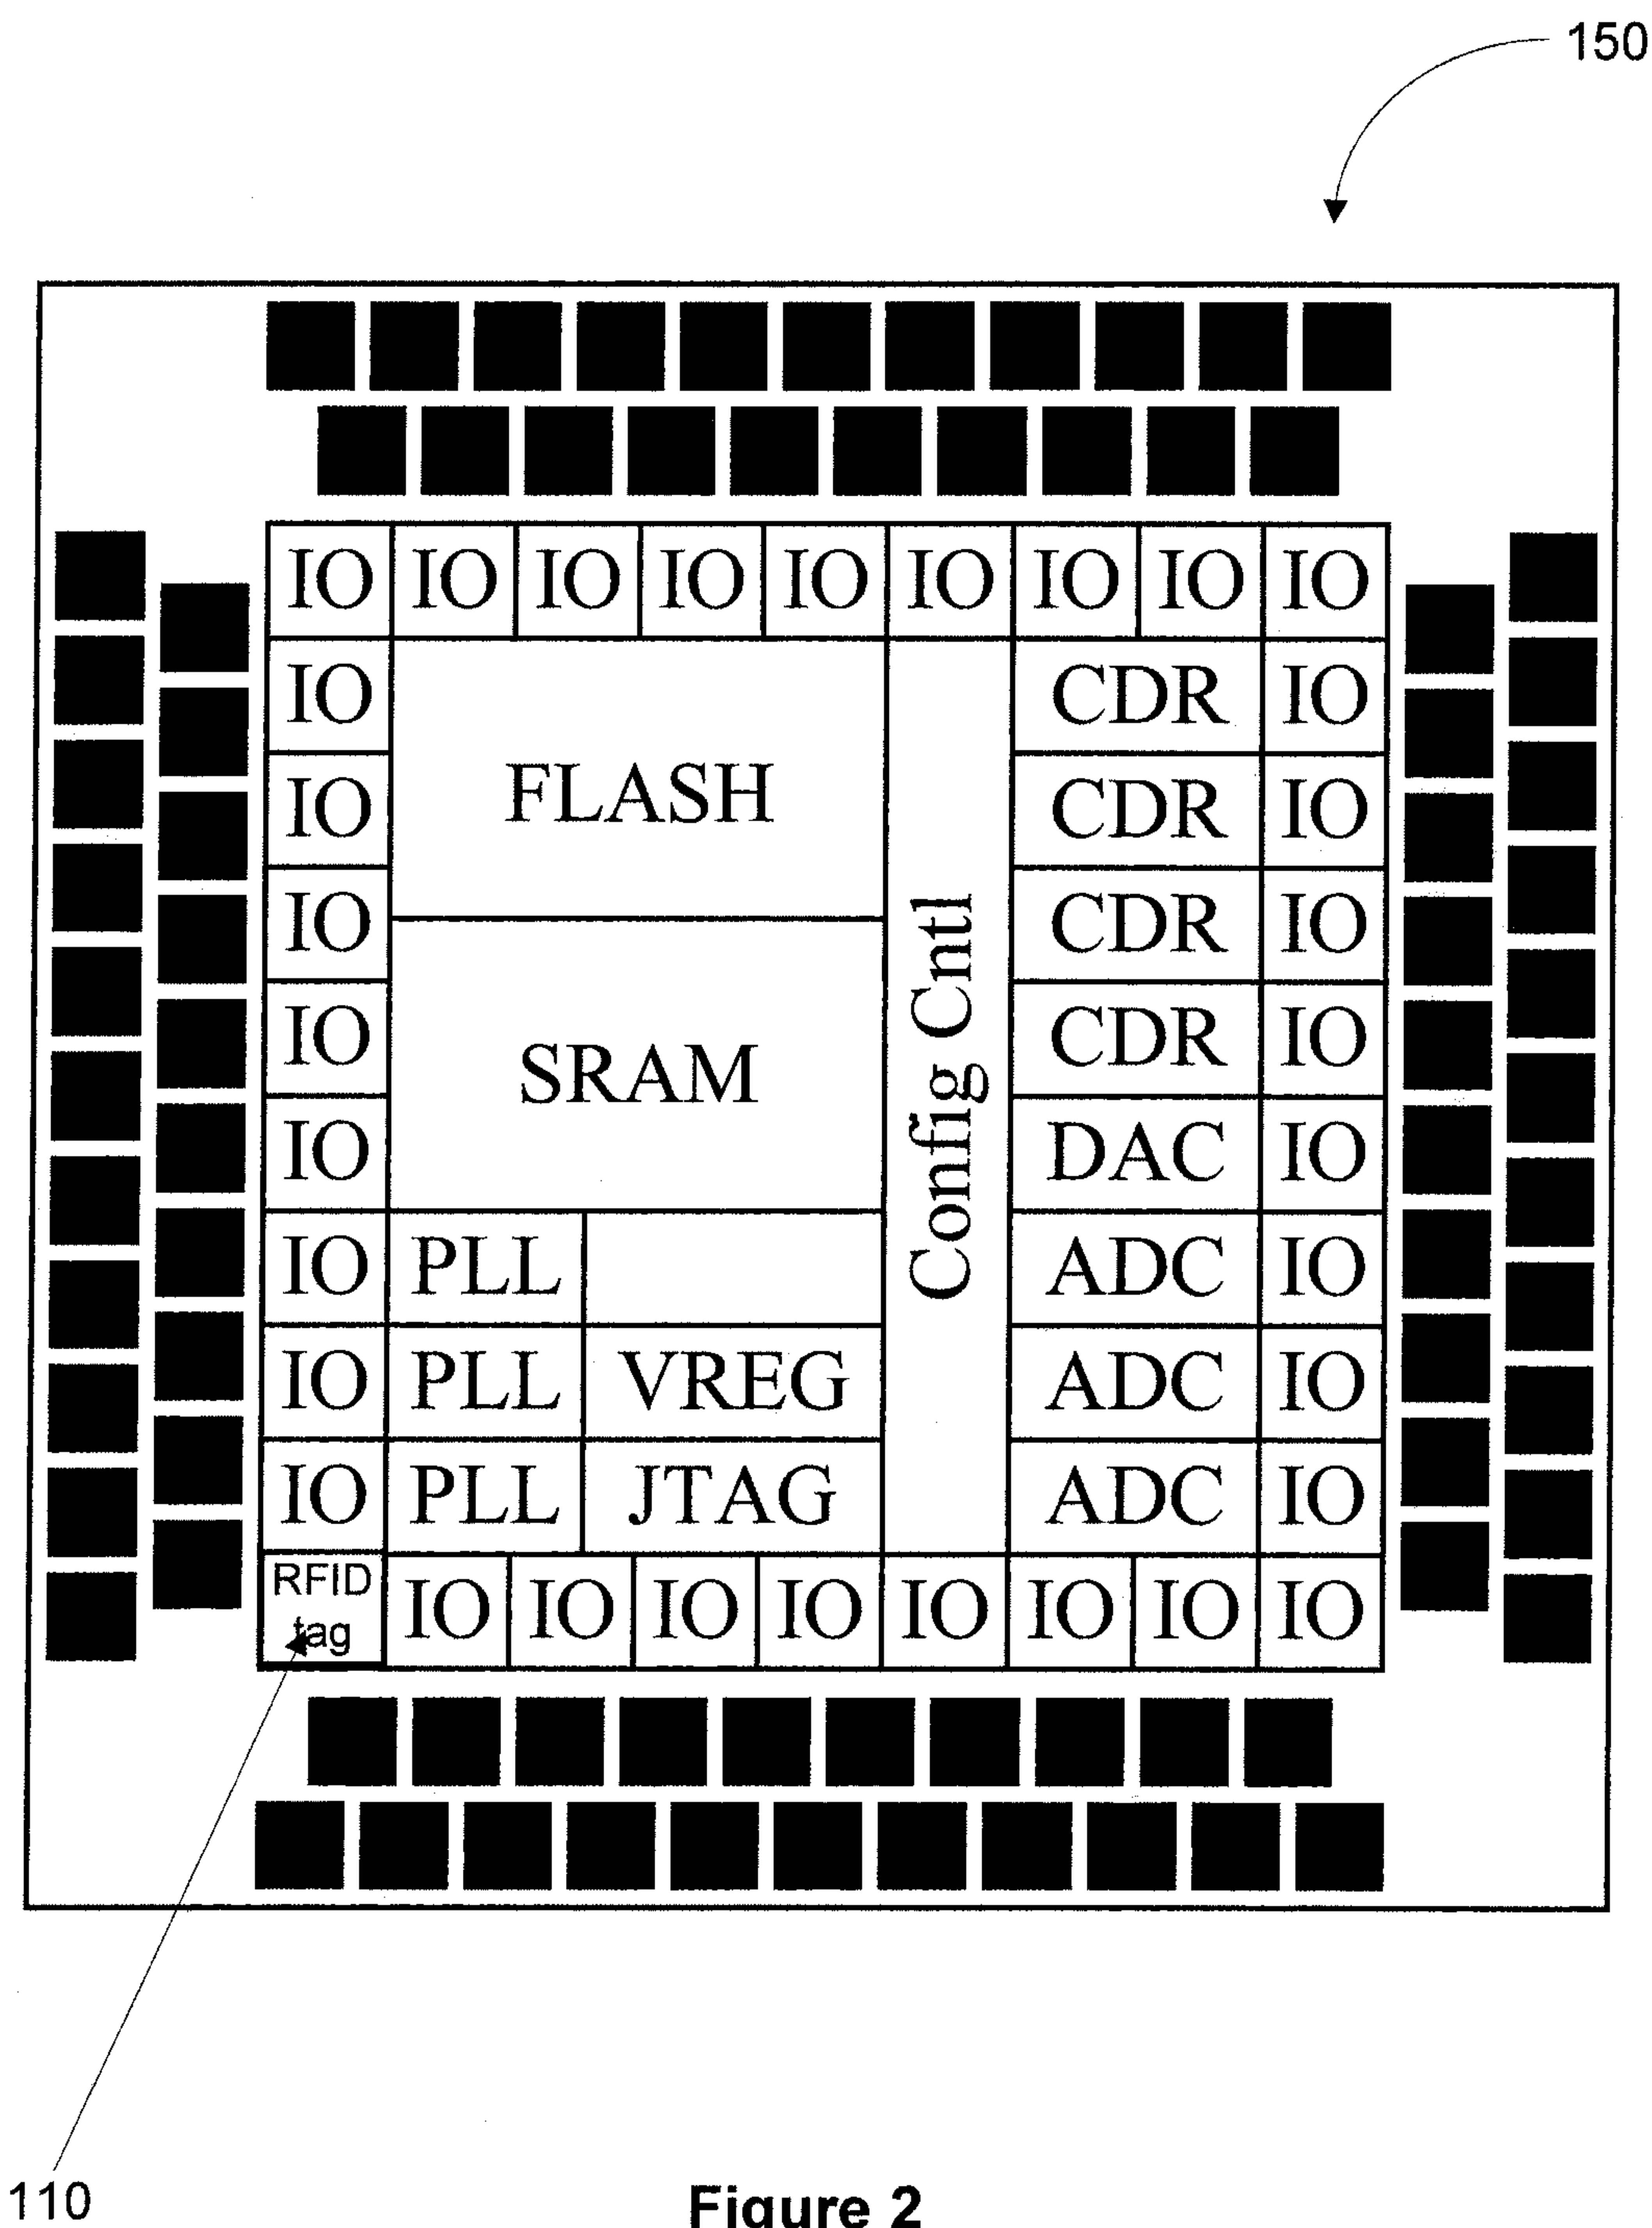 150
IO IO IO IO IO IO IO IO IO
IO CDR IO
FLASH
IO CDR IO
IO CDR IO
Config Cntl
IO CDR IO
SRAM
IO DAC IO
IO PLL ADC IO
IO PLL VREG ADC IO
IO PLL JTAG ADC IO
RFID
tag
IO IO IO IO IO IO IO IO
110
Figure 2